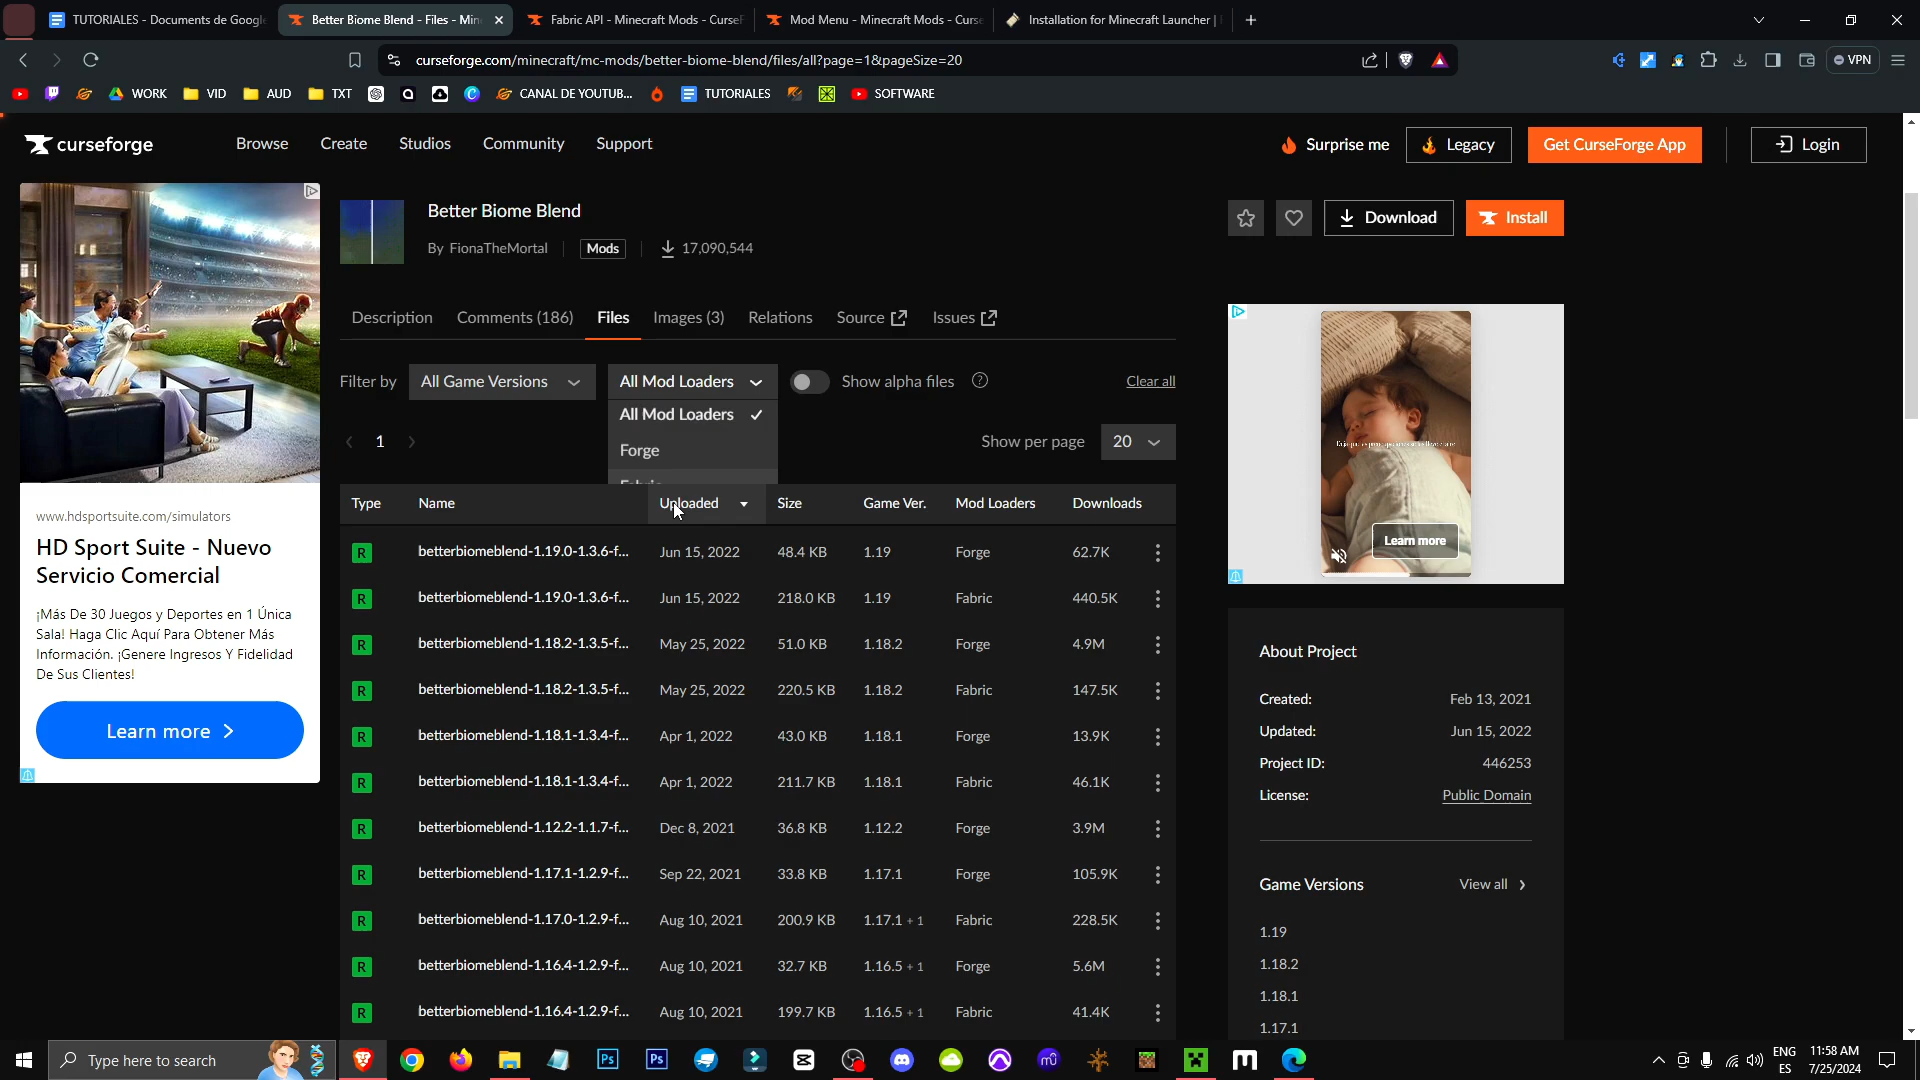 TUTORIALES - Documentos de Google
Better Biome Blend - Files - Min
Fabric API - Minecraft Mods - CurseF
Mod Menu - Minecraft Mods - Curse
Installation for Minecraft Launcher |
curseforge.com/minecraft/mc-mods/better-biome-blend/files/all?page=1&pageSize=20
VPN
WORK
VID
AUD
TXT
CANAL DE YOUTUB...
TUTORIALES
SOFTWARE
curseforge
Browse
Create
Studios
Community
Support
Surprise me
Legacy
Get CurseForge App
Login
Better Biome Blend
By FionaTheMortal
Mods
17,090,544
Download
Install
Description
Comments (186)
Files
Images (3)
Relations
Source
Issues
Filter by
All Game Versions
All Mod Loaders
Show alpha files
Clear all
All Mod Loaders
Forge
1
Show per page
20
Type Name Uploaded Size Game Ver. Mod Loaders Downloads
R betterbiomeblend-1.19.0-1.3.6-f... Jun 15, 2022 48.4 KB 1.19 Forge 62.7K
R betterbiomeblend-1.19.0-1.3.6-f... Jun 15, 2022 218.0 KB 1.19 Fabric 440.5K
R betterbiomeblend-1.18.2-1.3.5-f... May 25, 2022 51.0 KB 1.18.2 Forge 4.9M
R betterbiomeblend-1.18.2-1.3.5-f... May 25, 2022 220.5 KB 1.18.2 Fabric 147.5K
R betterbiomeblend-1.18.1-1.3.4-f... Apr 1, 2022 43.0 KB 1.18.1 Forge 13.9K
R betterbiomeblend-1.18.1-1.3.4-f... Apr 1, 2022 211.7 KB 1.18.1 Fabric 46.1K
R betterbiomeblend-1.12.2-1.1.7-f... Dec 8, 2021 36.8 KB 1.12.2 Forge 3.9M
R betterbiomeblend-1.17.1-1.2.9-f... Sep 22, 2021 33.8 KB 1.17.1 Forge 105.9K
R betterbiomeblend-1.17.0-1.2.9-f... Aug 10, 2021 200.9 KB 1.17.1 + 1 Fabric 228.5K
R betterbiomeblend-1.16.4-1.2.9-f... Aug 10, 2021 32.7 KB 1.16.5 + 1 Forge 5.6M
R betterbiomeblend-1.16.4-1.2.9-f... Aug 10, 2021 199.7 KB 1.16.5 + 1 Fabric 41.4K
www.hdsportsuite.com/simulators
HD Sport Suite - Nuevo
Servicio Comercial
¡Más De 30 Juegos y Deportes en 1 Única
Sala! Haga Clic Aquí Para Obtener Más
Información. ¡Genere Ingresos Y Fidelidad
De Sus Clientes!
Learn more
Learn more
About Project
Created: Feb 13, 2021
Updated: Jun 15, 2022
Project ID: 446253
License: Public Domain
Game Versions
View all
1.19
1.18.2
1.18.1
1.17.1
Type here to search
Ps
Ps
ENG
ES
11:58 AM
7/25/2024